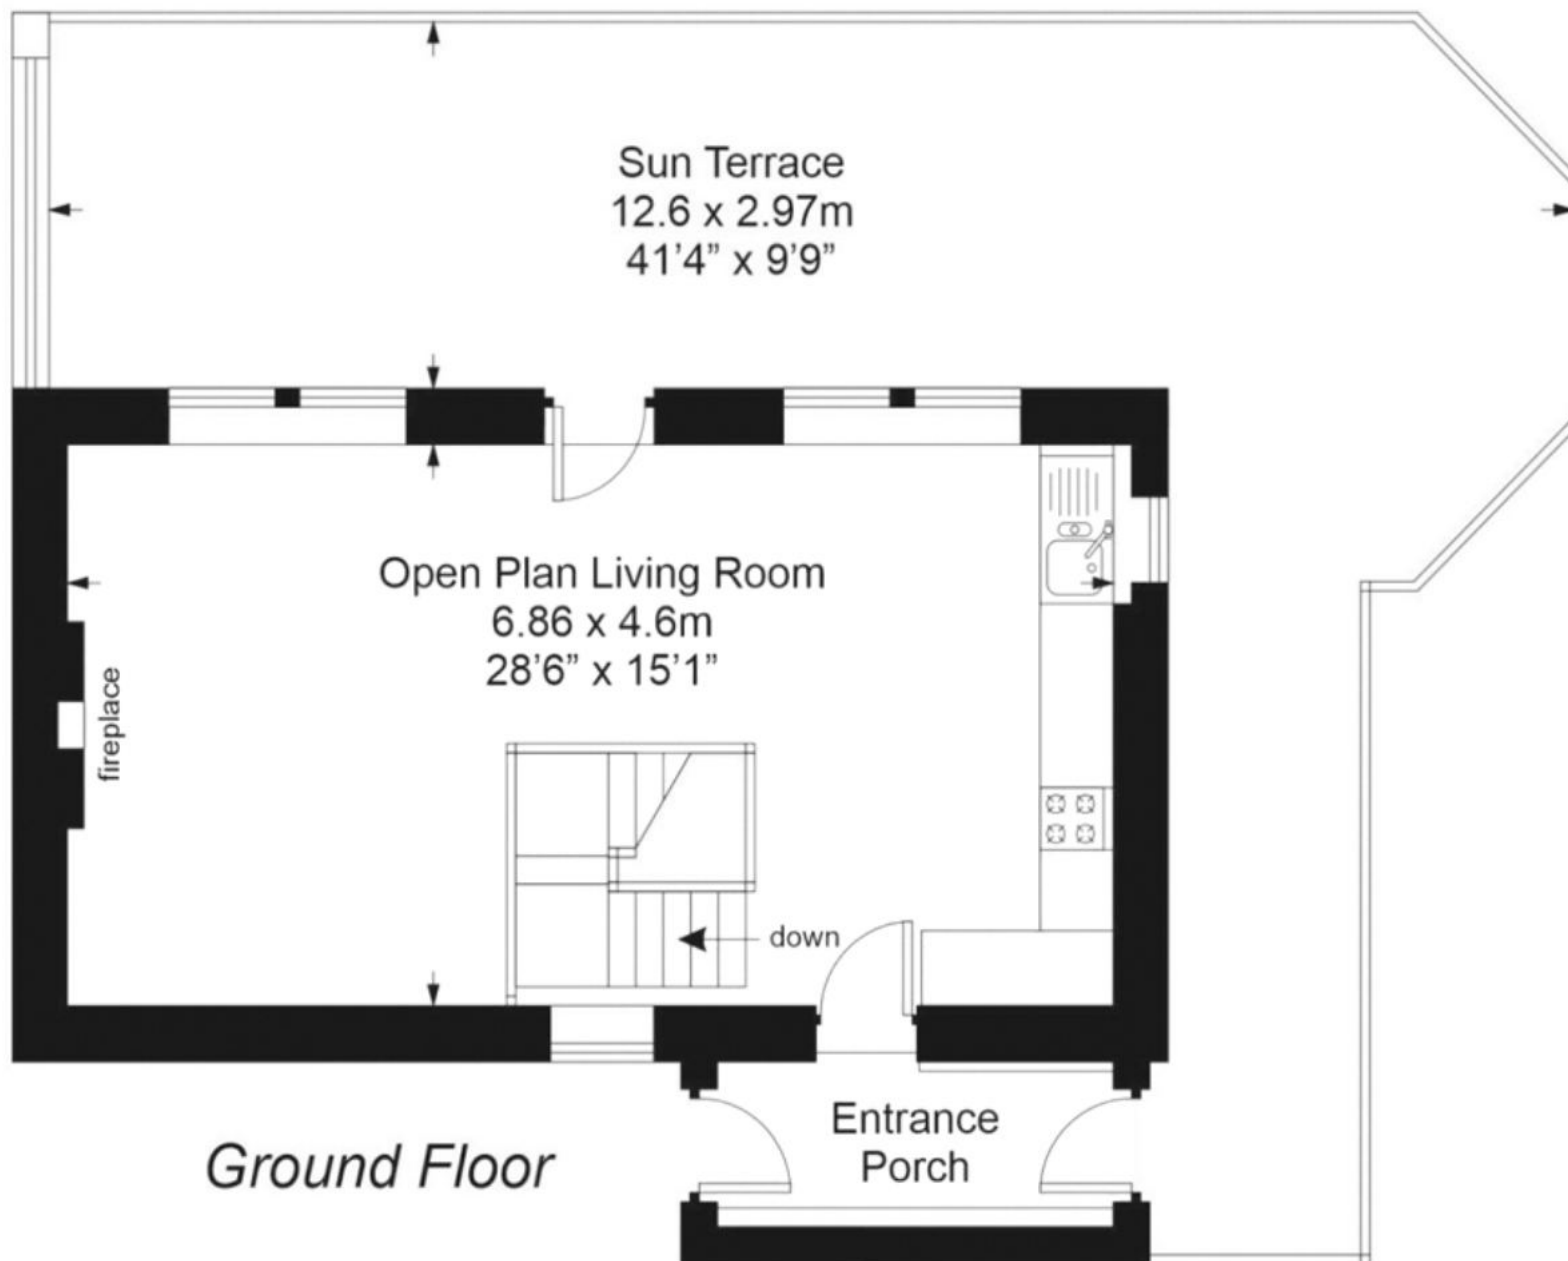 Sun Terrace
12.6 x 2.97m
41’4” x 9’9”
Open Plan Living Room
6.86 x 4.6m
28’6” x 15’1”
fireplace
down
Entrance
Porch
Ground Floor